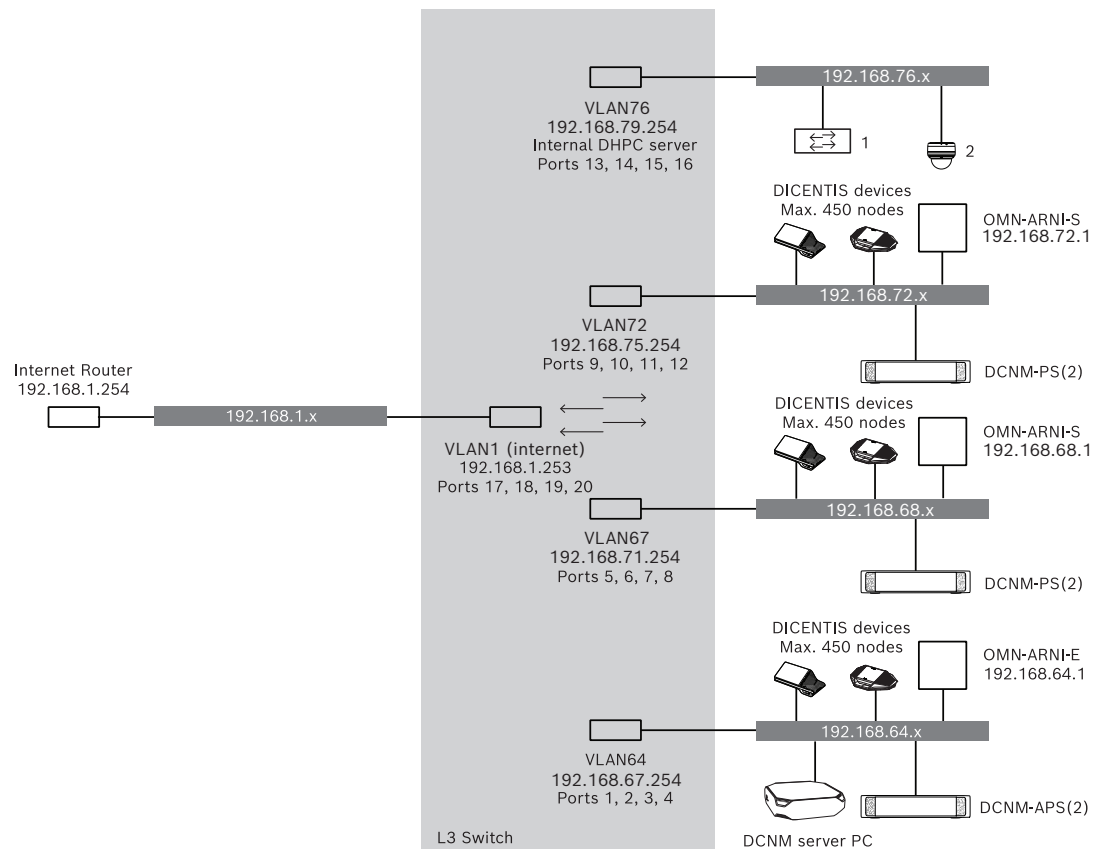 192.168.76.x
VLAN76
192.168.79.254
Internal DHPC server
Ports 13, 14, 15, 16
1
2
DICENTIS devices
Max. 450 nodes
OMN-ARNI-S
192.168.72.1
192.168.72.x
VLAN72
192.168.75.254
Ports 9, 10, 11, 12
DCNM-PS(2)
Internet Router
192.168.1.254
192.168.1.x
VLAN1 (internet)
192.168.1.253
Ports 17, 18, 19, 20
DICENTIS devices
Max. 450 nodes
OMN-ARNI-S
192.168.68.1
192.168.68.x
VLAN67
192.168.71.254
Ports 5, 6, 7, 8
DCNM-PS(2)
DICENTIS devices
Max. 450 nodes
OMN-ARNI-E
192.168.64.1
192.168.64.x
VLAN64
192.168.67.254
Ports 1, 2, 3, 4
DCNM-APS(2)
L3 Switch
DCNM server PC